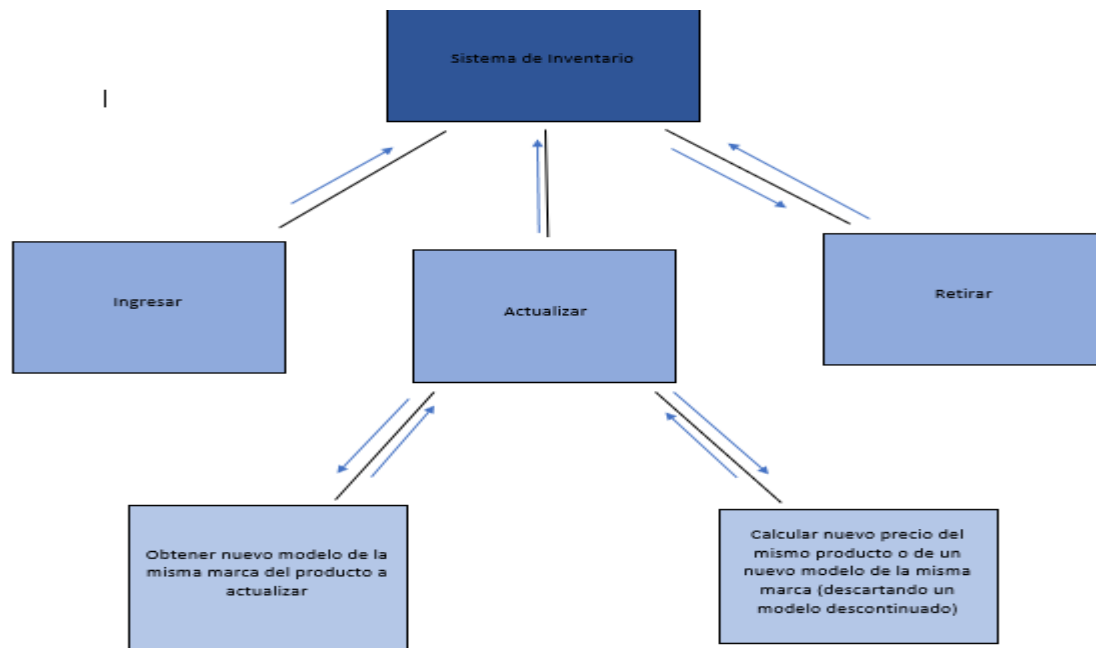 Sistema de Inventario
Ingresar
Actualizar
Retirar
Obtener nuevo modelo de la
misma marca del producto a
actualizar
Calcular nuevo precio del
mismo producto o de un
nuevo modelo de la misma
marca (descartando un
modelo descontinuado)